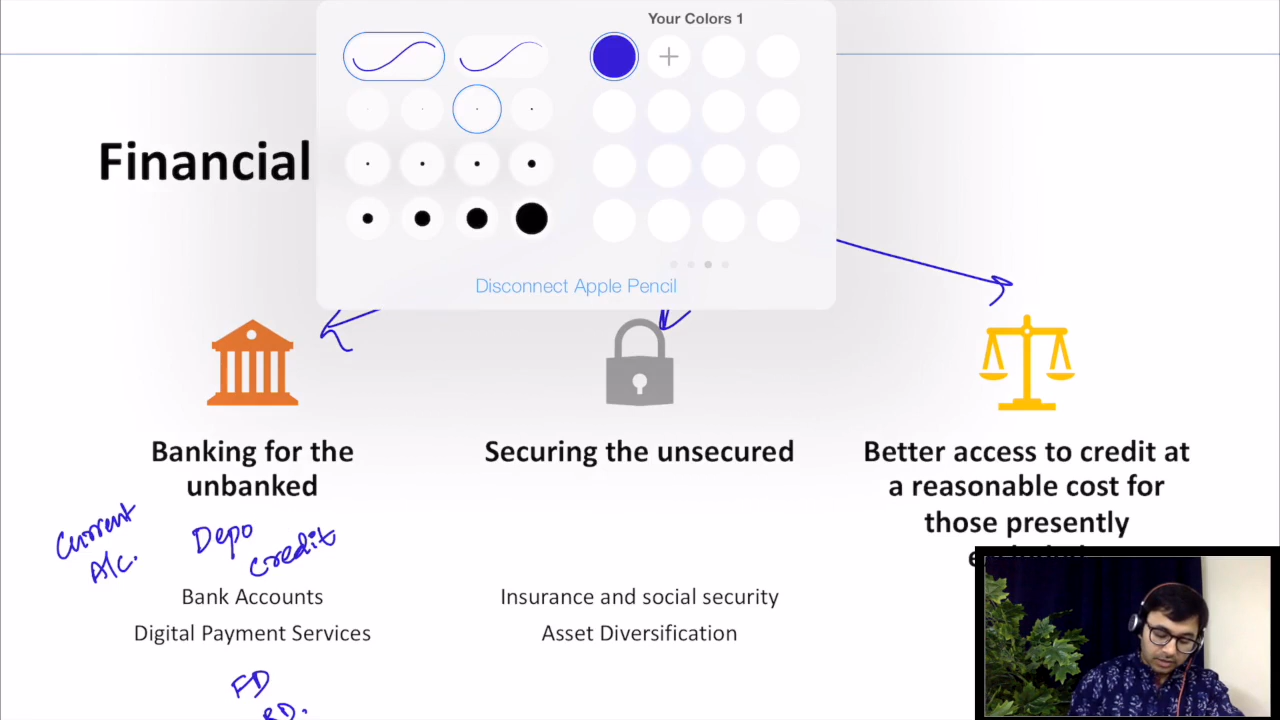 Your Colors 1
Financial
Disconnect Apple Pencil
Banking for the
unbanked
Current
A/c.
Depo
credit
Bank Accounts
Digital Payment Services
FD
RD.
Securing the unsecured
Insurance and social security
Asset Diversification
Better access to credit at
a reasonable cost for
those presently